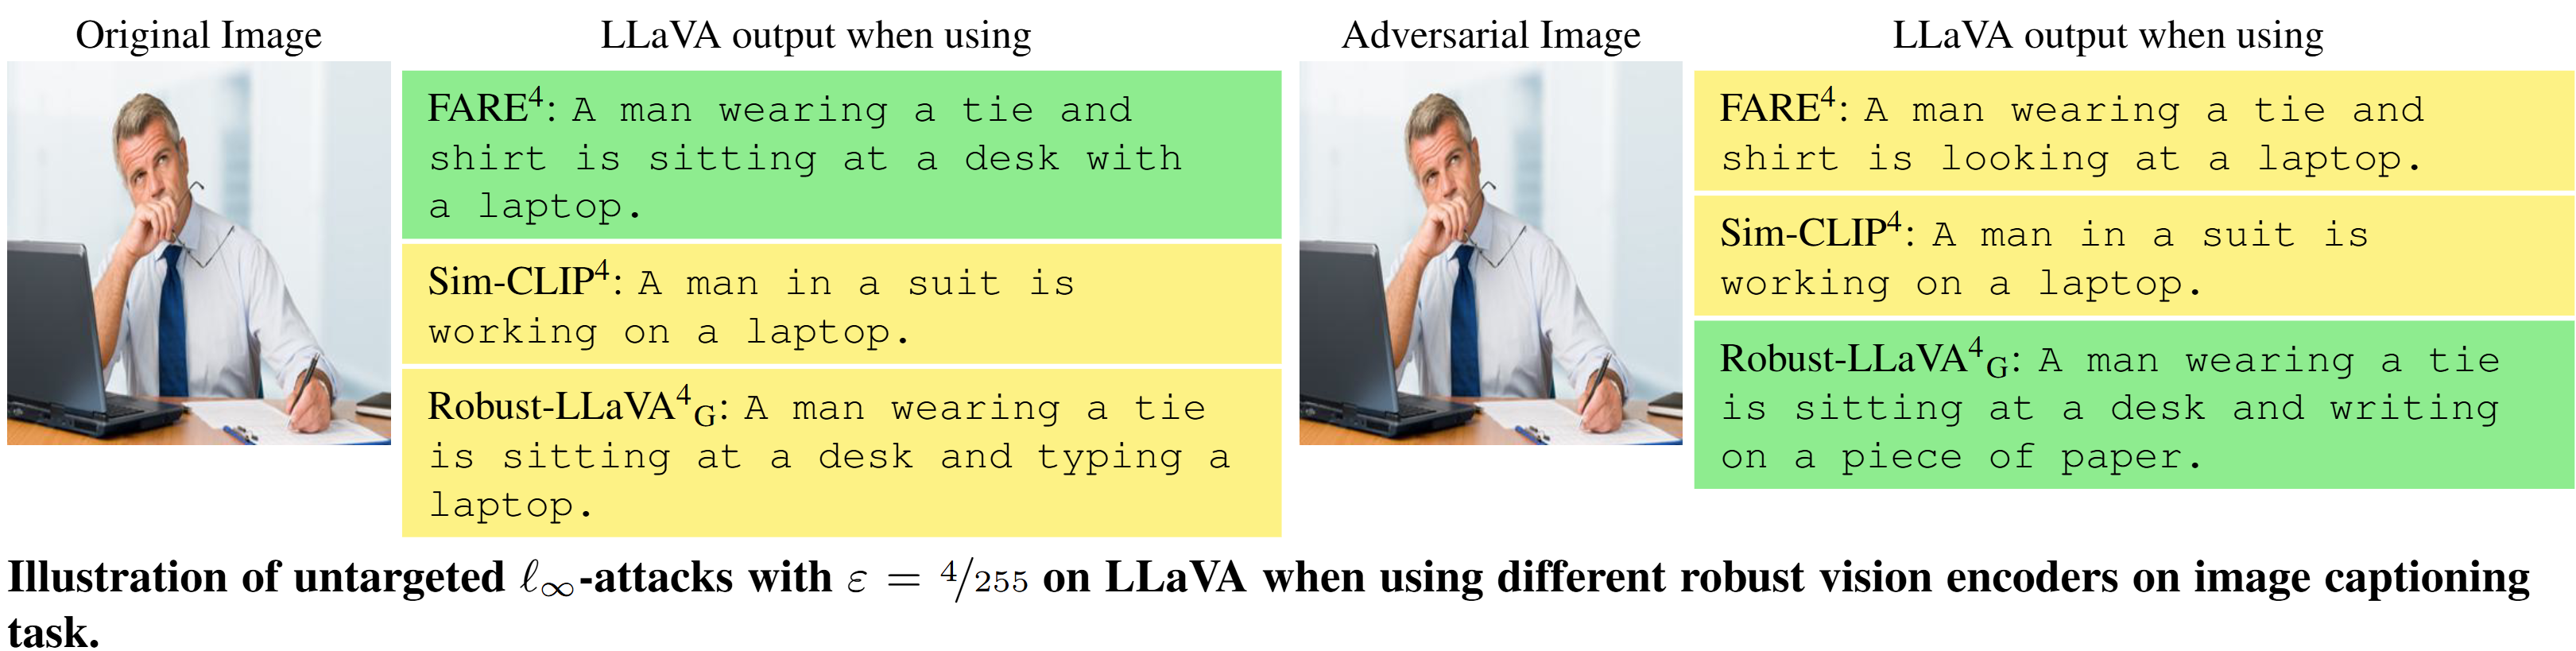 Original Image
LLaVA output when using
FARE⁴: A man wearing a tie and
shirt is sitting at a desk with
a laptop.
Sim-CLIP⁴: A man in a suit is
working on a laptop.
Robust-LLaVA⁴G: A man wearing a tie
is sitting at a desk and typing a
laptop.
Adversarial Image
LLaVA output when using
FARE⁴: A man wearing a tie and
shirt is looking at a laptop.
Sim-CLIP⁴: A man in a suit is
working on a laptop.
Robust-LLaVA⁴G: A man wearing a tie
is sitting at a desk and writing
on a piece of paper.
Illustration of untargeted ℓ∞-attacks with ε = 4/255 on LLaVA when using different robust vision encoders on image captioning
task.